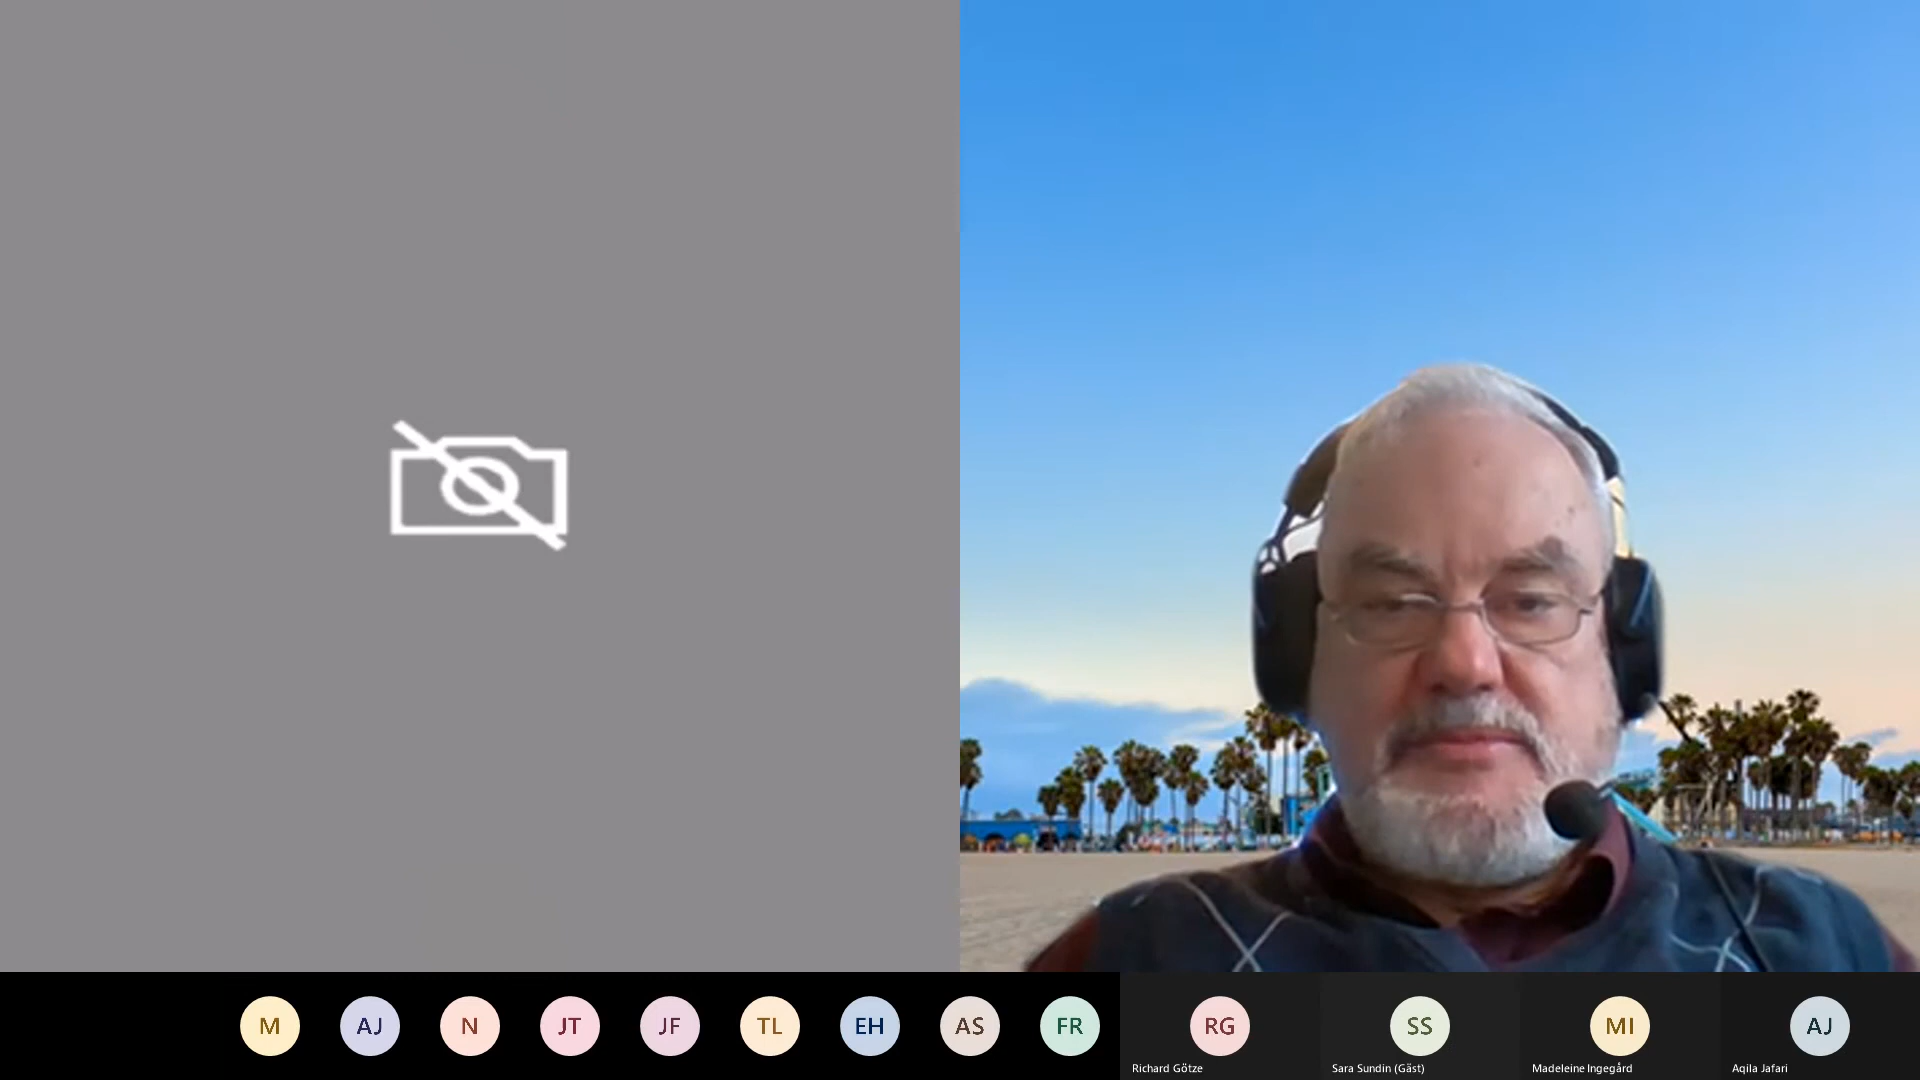 M
AJ
N
JT
JF
TL
EH
AS
FR
RG
SS
MI
AJ
Richard Götze
Sara Sundin (Gäst)
Madeleine Ingegård
Aqila Jafari